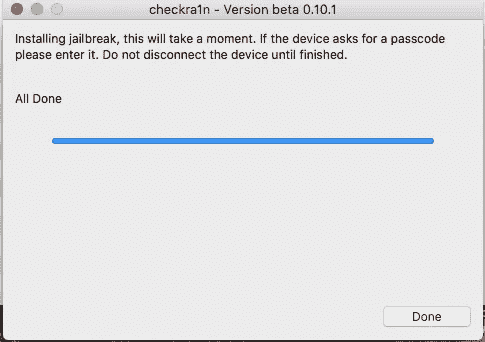 checkra1n - Version beta 0.10.1
Installing jailbreak, this will take a moment. If the device asks for a passcode
please enter it. Do not disconnect the device until finished.
All Done
Done